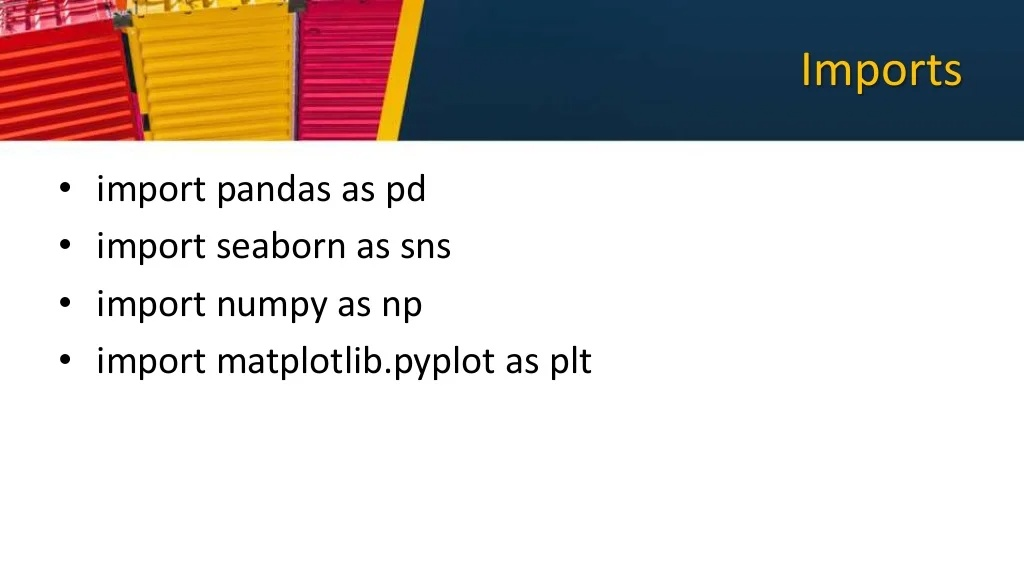 Imports
• import pandas as pd
• import seaborn as sns
• import numpy as np
• import matplotlib.pyplot as plt